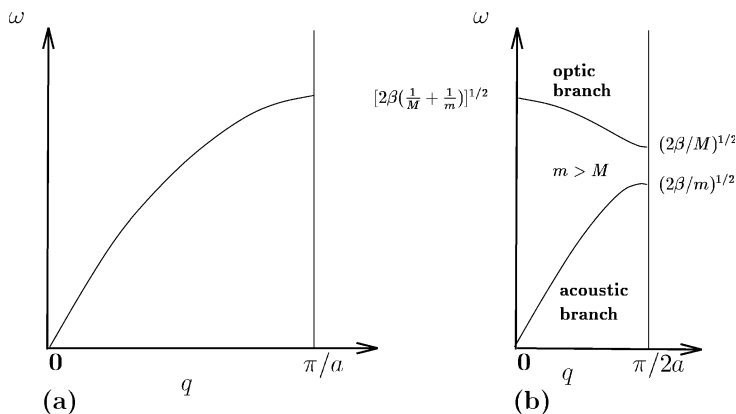 ω
[2β(1/M + 1/m)]^{1/2}
0
π/a
q
(a)
ω
optic
branch
(2β/M)^{1/2}
m > M
(2β/m)^{1/2}
acoustic
branch
0
π/2a
q
(b)